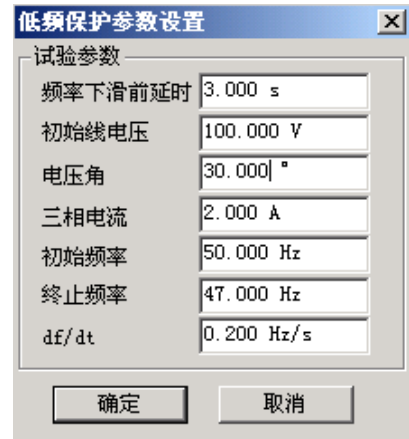 低频保护参数设置
试验参数
频率下滑前延时 3.000 s
初始线电压 100.000 V
电压角 30.000 °
三相电流 2.000 A
初始频率 50.000 Hz
终止频率 47.000 Hz
df/dt 0.200 Hz/s
确定 取消